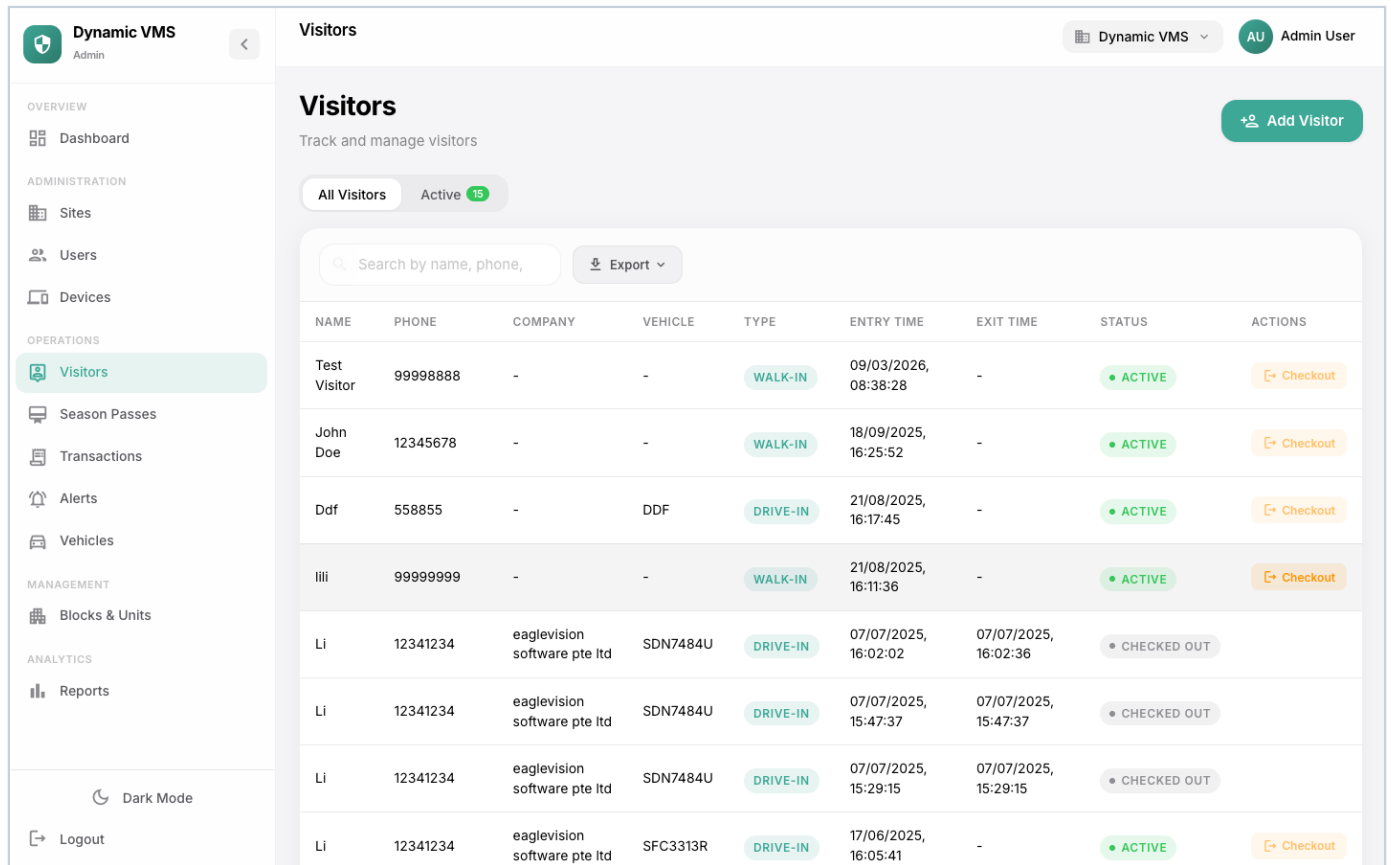 Dynamic VMS
Admin
OVERVIEW
Dashboard
ADMINISTRATION
Sites
Users
Devices
OPERATIONS
Visitors
Season Passes
Transactions
Alerts
Vehicles
MANAGEMENT
Blocks & Units
ANALYTICS
Reports
Dark Mode
Logout
Visitors
Dynamic VMS
AU Admin User
Visitors
Track and manage visitors
Add Visitor
All Visitors Active 15
Search by name, phone,
Export
NAME PHONE COMPANY VEHICLE TYPE ENTRY TIME EXIT TIME STATUS ACTIONS
Test Visitor 99998888 - - WALK-IN 09/03/2026, 08:38:28 - ACTIVE Checkout
John Doe 12345678 - - WALK-IN 18/09/2025, 16:25:52 - ACTIVE Checkout
Ddf 558855 - DDF DRIVE-IN 21/08/2025, 16:17:45 - ACTIVE Checkout
lili 99999999 - - WALK-IN 21/08/2025, 16:11:36 - ACTIVE Checkout
Li 12341234 eaglevision software pte ltd SDN7484U DRIVE-IN 07/07/2025, 16:02:02 07/07/2025, 16:02:36 CHECKED OUT
Li 12341234 eaglevision software pte ltd SDN7484U DRIVE-IN 07/07/2025, 15:47:37 07/07/2025, 15:47:37 CHECKED OUT
Li 12341234 eaglevision software pte ltd SDN7484U DRIVE-IN 07/07/2025, 15:29:15 07/07/2025, 15:29:15 CHECKED OUT
Li 12341234 eaglevision software pte ltd SFC3313R DRIVE-IN 17/06/2025, 16:05:41 - ACTIVE Checkout